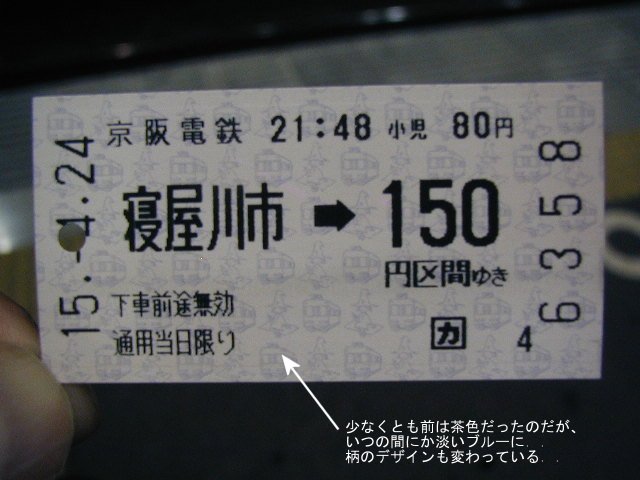 京阪電鉄 21:48 小児 80円
15.-4.24
寝屋川市 ➡ 150
円区間ゆき
下車前途無効
通用当日限り
カ 4
6358
少なくとも前は茶色だったのだが、
いつの間にか淡いブルーに..
柄のデザインも変わっている..